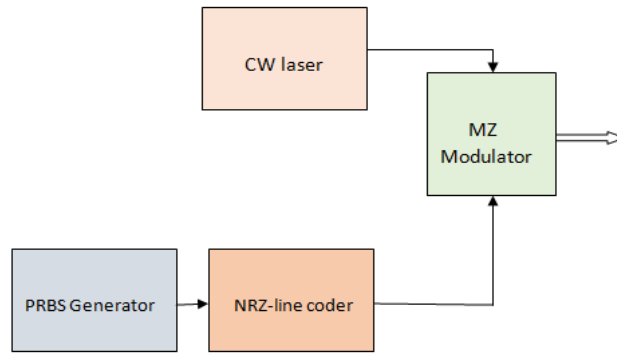 CW laser
MZ
Modulator
PRBS Generator
NRZ-line coder